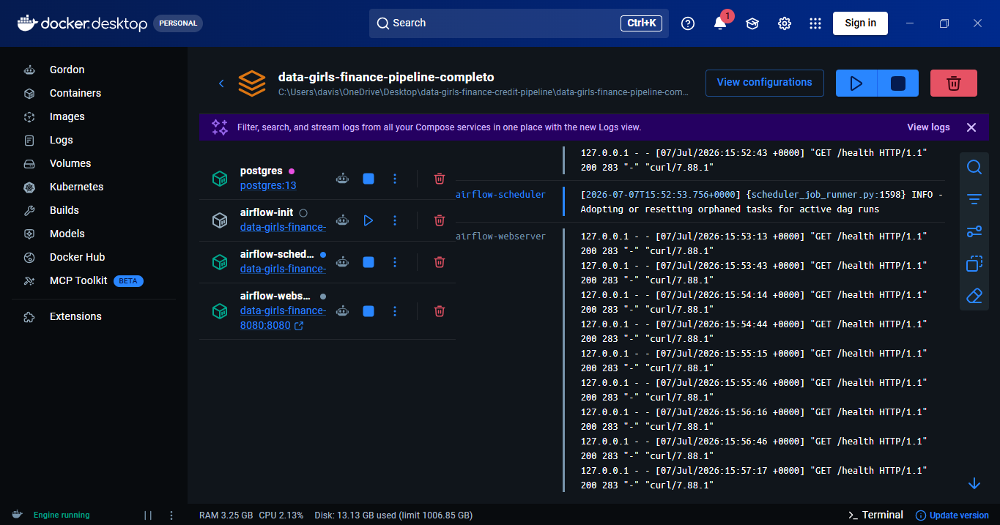 docker desktop PERSONAL
Search Ctrl+K
1
Sign in
Gordon
Containers
Images
Logs
Volumes
Kubernetes
Builds
Models
Docker Hub
MCP Toolkit BETA
Extensions
data-girls-finance-pipeline-completo
C:\Users\davis\OneDrive\Desktop\data-girls-finance-credit-pipeline\data-girls-finance-pipeline-com...
View configurations
Filter, search, and stream logs from all your Compose services in one place with the new Logs view.
View logs
postgres
postgres:13
airflow-init
data-girls-finance-
airflow-sched...
data-girls-finance-
airflow-webs...
data-girls-finance-
8080:8080
127.0.0.1 - - [07/Jul/2026:15:52:43 +0000] "GET /health HTTP/1.1"
200 283 "-" "curl/7.88.1"
airflow-scheduler
[2026-07-07T15:52:53.756+0000] {scheduler_job_runner.py:1598} INFO -
Adopting or resetting orphaned tasks for active dag runs
airflow-webserver
127.0.0.1 - - [07/Jul/2026:15:53:13 +0000] "GET /health HTTP/1.1"
200 283 "-" "curl/7.88.1"
127.0.0.1 - - [07/Jul/2026:15:53:43 +0000] "GET /health HTTP/1.1"
200 283 "-" "curl/7.88.1"
127.0.0.1 - - [07/Jul/2026:15:54:14 +0000] "GET /health HTTP/1.1"
200 283 "-" "curl/7.88.1"
127.0.0.1 - - [07/Jul/2026:15:54:44 +0000] "GET /health HTTP/1.1"
200 283 "-" "curl/7.88.1"
127.0.0.1 - - [07/Jul/2026:15:55:15 +0000] "GET /health HTTP/1.1"
200 283 "-" "curl/7.88.1"
127.0.0.1 - - [07/Jul/2026:15:55:46 +0000] "GET /health HTTP/1.1"
200 283 "-" "curl/7.88.1"
127.0.0.1 - - [07/Jul/2026:15:56:16 +0000] "GET /health HTTP/1.1"
200 283 "-" "curl/7.88.1"
127.0.0.1 - - [07/Jul/2026:15:56:46 +0000] "GET /health HTTP/1.1"
200 283 "-" "curl/7.88.1"
127.0.0.1 - - [07/Jul/2026:15:57:17 +0000] "GET /health HTTP/1.1"
200 283 "-" "curl/7.88.1"
Engine running
RAM 3.25 GB CPU 2.13% Disk: 13.13 GB used (limit 1006.85 GB)
Terminal
Update version